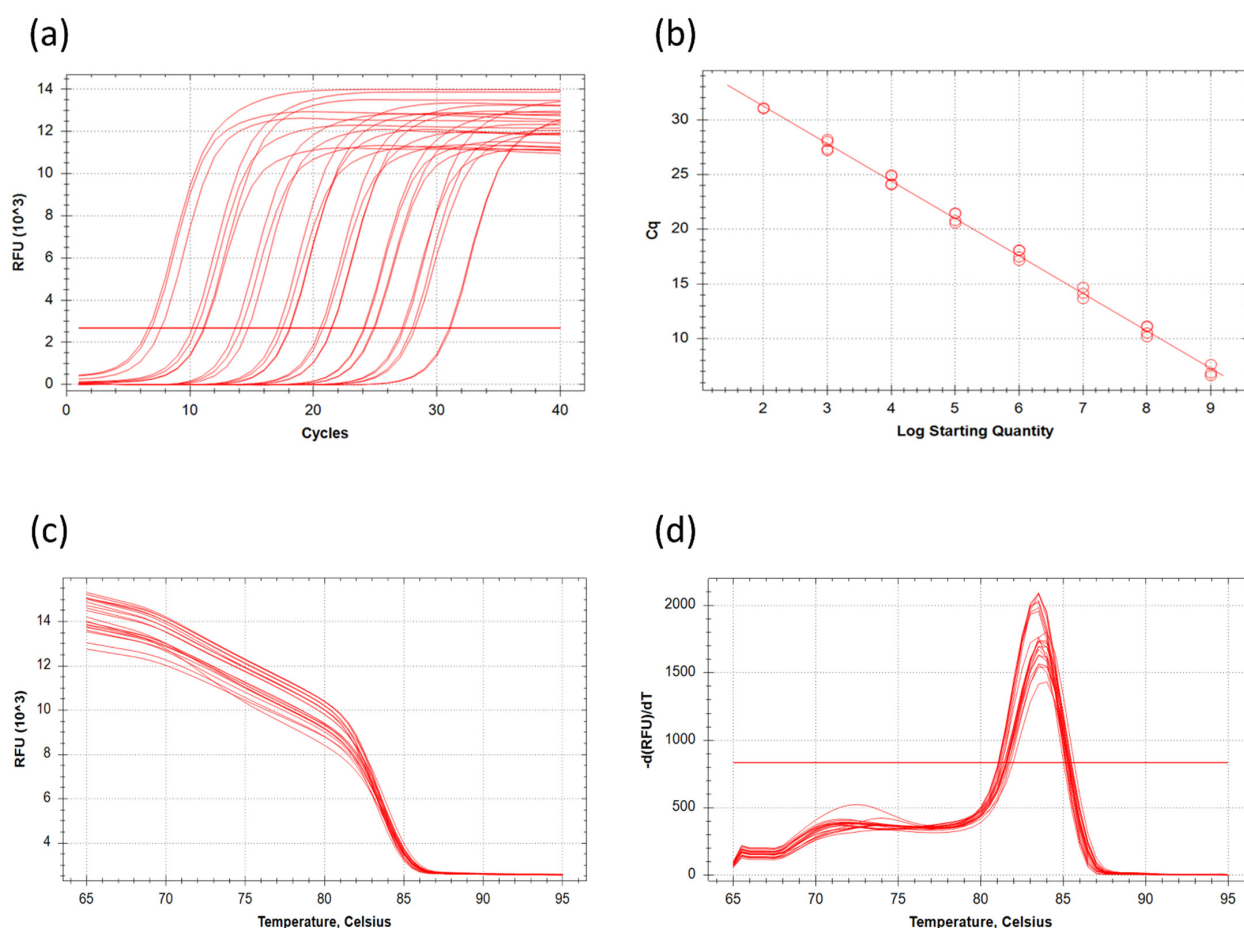 (a)
14
12
10
8
6
4
2
0
RFU (10^3)
0 10 20 30 40
Cycles
(b)
30
25
20
15
10
Cq
2 3 4 5 6 7 8 9
Log Starting Quantity
(c)
14
12
10
8
6
4
RFU (10^3)
65 70 75 80 85 90 95
Temperature, Celsius
(d)
2000
1500
1000
500
0
-d(RFU)/dT
65 70 75 80 85 90 95
Temperature, Celsius